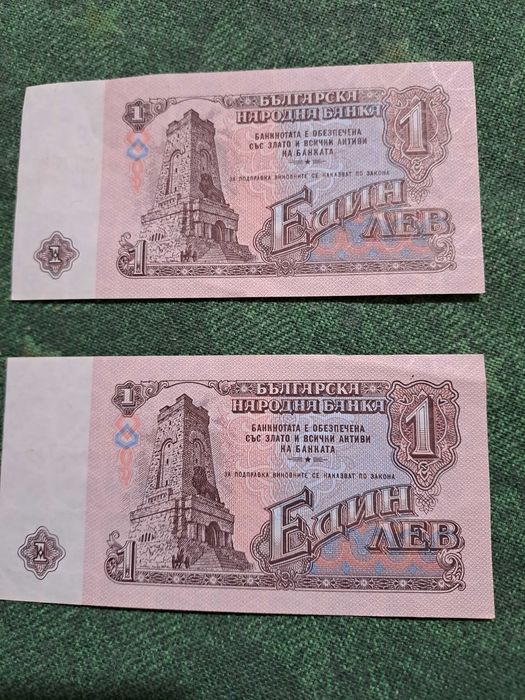 1
БЪЛГАРСКА
НАРОДНА БАНКА
1
БАНКНОТАТА Е ОБЕЗПЕЧЕНА
СЪС ЗЛАТО И ВСИЧКИ АКТИВИ
НА БАНКАТА
ЗА ПОДПРАВКА ВИНОВНИТЕ СЕ НАКАЗВАТ ПО ЗАКОНА
ЕДИН
ЛЕВ
1
1
1
БЪЛГАРСКА
НАРОДНА БАНКА
1
БАНКНОТАТА Е ОБЕЗПЕЧЕНА
СЪС ЗЛАТО И ВСИЧКИ АКТИВИ
НА БАНКАТА
ЗА ПОДПРАВКА ВИНОВНИТЕ СЕ НАКАЗВАТ ПО ЗАКОНА
ЕДИН
ЛЕВ
1
1